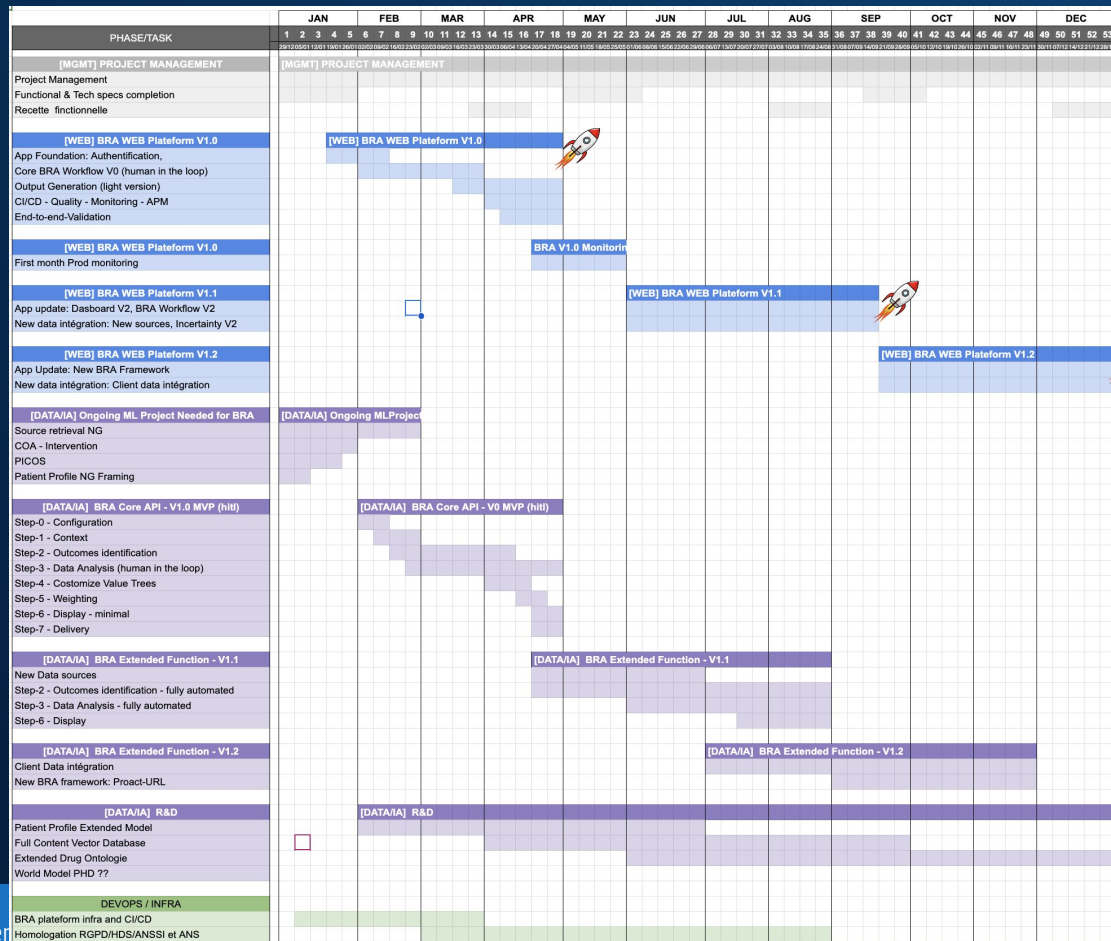 JAN FEB MAR APR MAY JUN JUL AUG SEP OCT NOV DEC
PHASE/TASK
1 2 3 4 5 6 7 8 9 10 11 12 13 14 15 16 17 18 19 20 21 22 23 24 25 26 27 28 29 30 31 32 33 34 35 36 37 38 39 40 41 42 43 44 45 46 47 48 49 50 51 52 53
[MGMT] PROJECT MANAGEMENT [MGMT] PROJECT MANAGEMENT
Project Management
Functional & Tech specs completion
Recette finctionnelle
[WEB] BRA WEB Plateform V1.0 [WEB] BRA WEB Plateform V1.0
App Foundation: Authentification,
Core BRA Workflow V0 (human in the loop)
Output Generation (light version)
CI/CD - Quality - Monitoring - APM
End-to-end-Validation
[WEB] BRA WEB Plateform V1.0 BRA V1.0 Monitorin
First month Prod monitoring
[WEB] BRA WEB Plateform V1.1 [WEB] BRA WEB Plateform V1.1
App update: Dasboard V2, BRA Workflow V2
New data intégration: New sources, Incertainty V2
[WEB] BRA WEB Plateform V1.2 [WEB] BRA WEB Plateform V1.2
App Update: New BRA Framework
New data intégration: Client data intégration
[DATA/IA] Ongoing ML Project Needed for BRA [DATA/IA] Ongoing MLProject
Source retrieval NG
COA - Intervention
PICOS
Patient Profile NG Framing
[DATA/IA] BRA Core API - V1.0 MVP (hitl) [DATA/IA] BRA Core API - V0 MVP (hitl)
Step-0 - Configuration
Step-1 - Context
Step-2 - Outcomes identification
Step-3 - Data Analysis (human in the loop)
Step-4 - Costomize Value Trees
Step-5 - Weighting
Step-6 - Display - minimal
Step-7 - Delivery
[DATA/IA] BRA Extended Function - V1.1 [DATA/IA] BRA Extended Function - V1.1
New Data sources
Step-2 - Outcomes identification - fully automated
Step-3 - Data Analysis - fully automated
Step-6 - Display
[DATA/IA] BRA Extended Function - V1.2 [DATA/IA] BRA Extended Function - V1.2
Client Data intégration
New BRA framework: Proact-URL
[DATA/IA] R&D [DATA/IA] R&D
Patient Profile Extended Model
Full Content Vector Database
Extended Drug Ontologie
World Model PHD ??
DEVOPS / INFRA
BRA plateform infra and CI/CD
Homologation RGPD/HDS/ANSSI et ANS